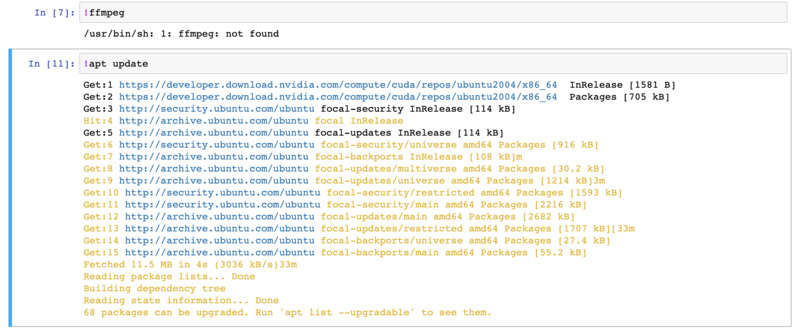 In [7]: !ffmpeg
/usr/bin/sh: 1: ffmpeg: not found
In [11]: !apt update
Get:1 https://developer.download.nvidia.com/compute/cuda/repos/ubuntu2004/x86_64  InRelease [1581 B]
Get:2 https://developer.download.nvidia.com/compute/cuda/repos/ubuntu2004/x86_64  Packages [705 kB]
Get:3 http://security.ubuntu.com/ubuntu focal-security InRelease [114 kB]
Hit:4 http://archive.ubuntu.com/ubuntu focal InRelease
Get:5 http://archive.ubuntu.com/ubuntu focal-updates InRelease [114 kB]
Get:6 http://security.ubuntu.com/ubuntu focal-security/universe amd64 Packages [916 kB]
Get:7 http://archive.ubuntu.com/ubuntu focal-backports InRelease [108 kB]m
Get:8 http://archive.ubuntu.com/ubuntu focal-updates/multiverse amd64 Packages [30.2 kB]
Get:9 http://archive.ubuntu.com/ubuntu focal-updates/universe amd64 Packages [1214 kB]3m
Get:10 http://security.ubuntu.com/ubuntu focal-security/restricted amd64 Packages [1593 kB]
Get:11 http://security.ubuntu.com/ubuntu focal-security/main amd64 Packages [2216 kB]
Get:12 http://archive.ubuntu.com/ubuntu focal-updates/main amd64 Packages [2682 kB]
Get:13 http://archive.ubuntu.com/ubuntu focal-updates/restricted amd64 Packages [1707 kB][33m
Get:14 http://archive.ubuntu.com/ubuntu focal-backports/universe amd64 Packages [27.4 kB]
Get:15 http://archive.ubuntu.com/ubuntu focal-backports/main amd64 Packages [55.2 kB]
Fetched 11.5 MB in 4s (3036 kB/s)33m
Reading package lists... Done
Building dependency tree
Reading state information... Done
68 packages can be upgraded. Run 'apt list --upgradable' to see them.